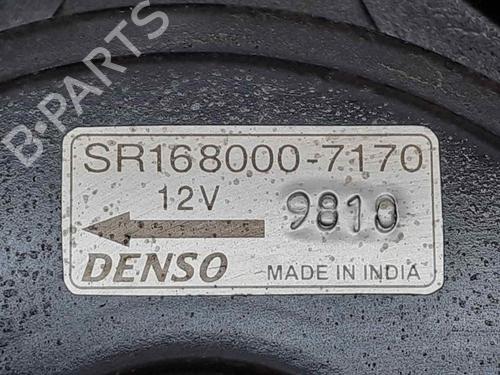 B-PARTS
SR168000-7170
12V
9810
DENSO
MADE IN INDIA